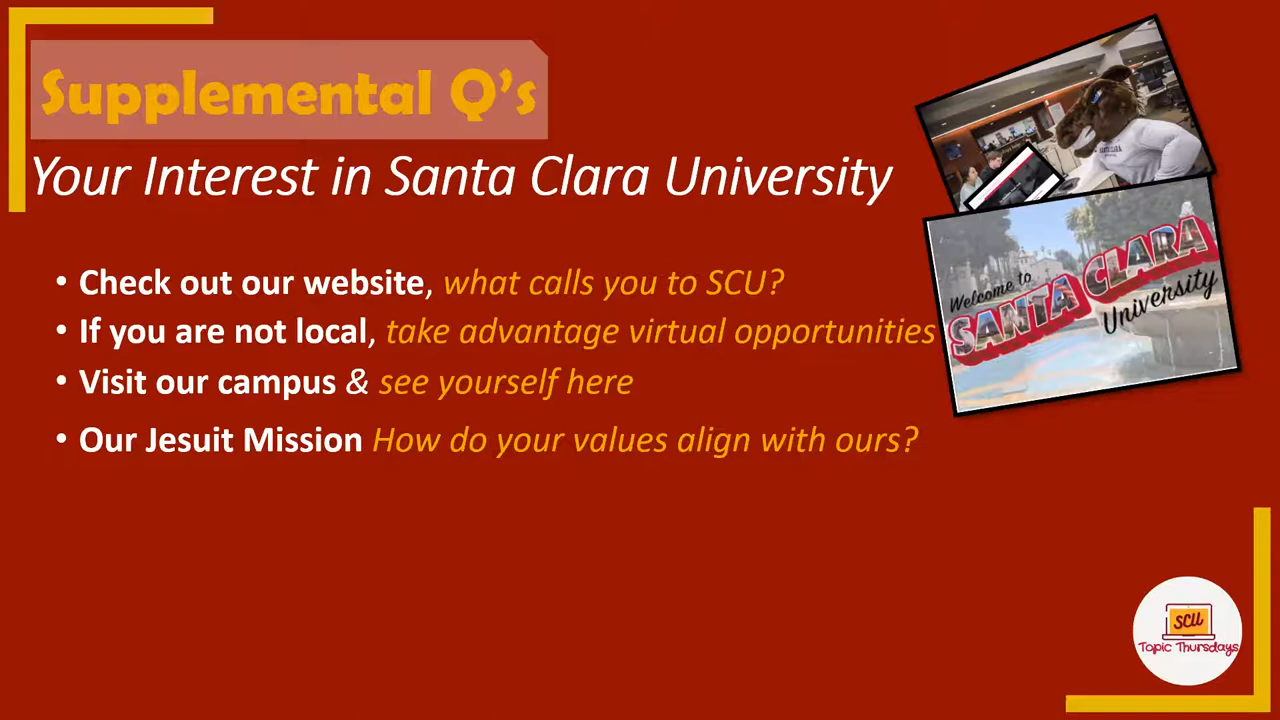 Supplemental Q's
Your Interest in Santa Clara University
• Check out our website, what calls you to SCU?
• If you are not local, take advantage virtual opportunities
• Visit our campus & see yourself here
• Our Jesuit Mission How do your values align with ours?
Welcome to
SANTA CLARA
University
SCU
Topic Thursdays